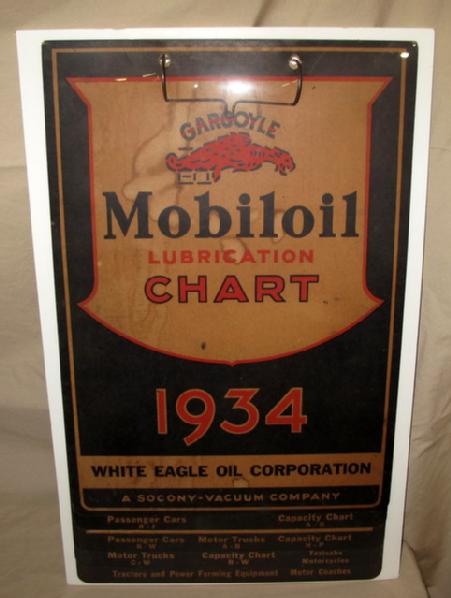 GARGOYLE
Mobiloil
LUBRICATION
CHART
1934
WHITE EAGLE OIL CORPORATION
A SOCONY-VACUUM COMPANY
Passenger Cars Capacity Chart
A-J
Passenger Cars Motor Trucks Capacity Chart
K-W A-B H-P
Motor Trucks Capacity Chart
C-W R-W Motorcycles
Tractors and Power Farming Equipment Motor Coaches